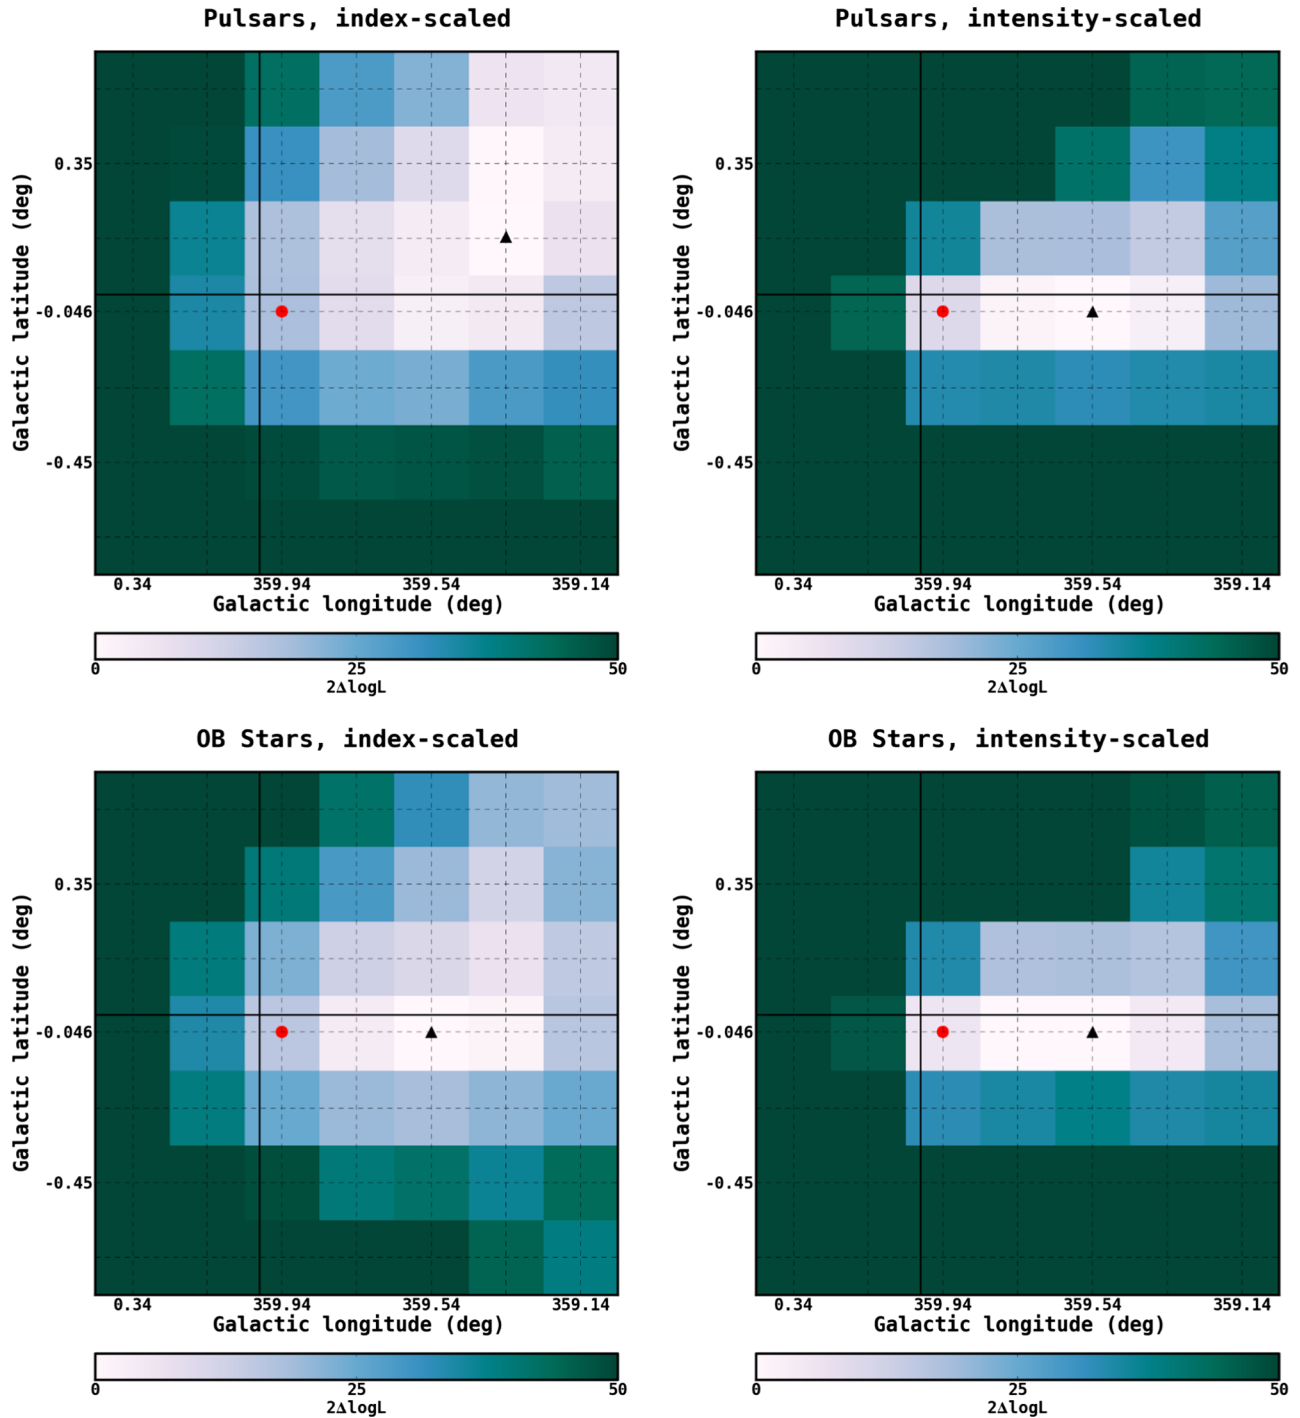 Pulsars, index-scaled
Galactic latitude (deg)
0.35
-0.046
-0.45
0.34 359.94 359.54 359.14
Galactic longitude (deg)
0 25 50
2ΔlogL
Pulsars, intensity-scaled
Galactic latitude (deg)
0.35
-0.046
-0.45
0.34 359.94 359.54 359.14
Galactic longitude (deg)
0 25 50
2ΔlogL
OB Stars, index-scaled
Galactic latitude (deg)
0.35
-0.046
-0.45
0.34 359.94 359.54 359.14
Galactic longitude (deg)
0 25 50
2ΔlogL
OB Stars, intensity-scaled
Galactic latitude (deg)
0.35
-0.046
-0.45
0.34 359.94 359.54 359.14
Galactic longitude (deg)
0 25 50
2ΔlogL